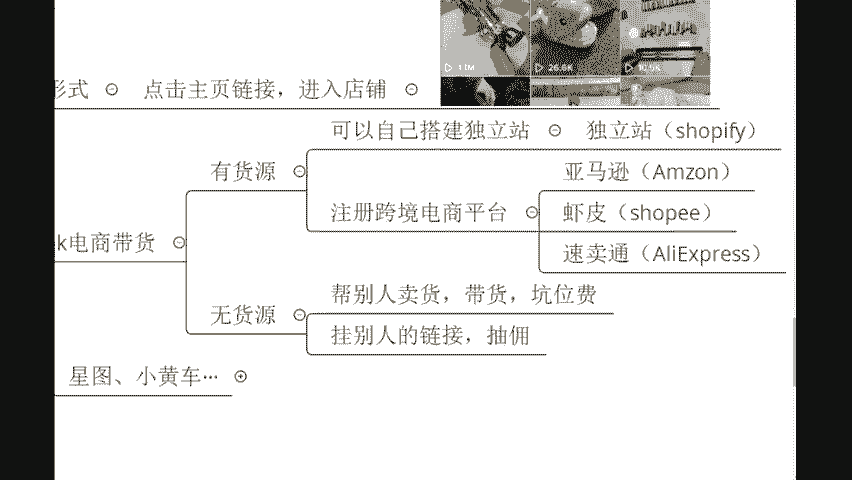 1.1M
26.6K
形式 点击主页链接，进入店铺
可以自己搭建独立站 独立站（shopify）
有货源
亚马逊（Amzon）
注册跨境电商平台
虾皮（shopee）
k电商带货
速卖通（AliExpress）
帮别人卖货，带货，坑位费
无货源
挂别人的链接，抽佣
星图、小黄车…